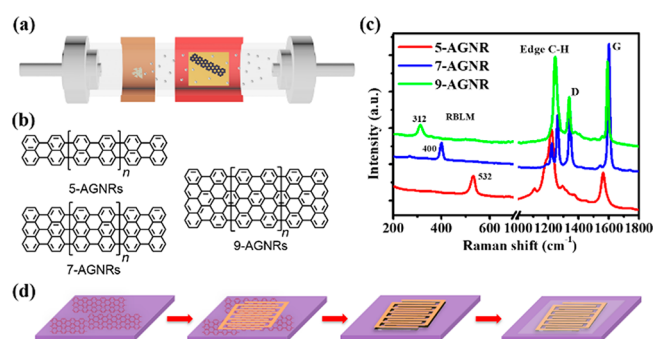 (a)
(b)
5-AGNRs
7-AGNRs
9-AGNRs
n
n
n
(c)
5-AGNR
7-AGNR
9-AGNR
Edge C-H
G
D
312
RBLM
400
532
Intensity (a.u.)
200 400 600 800 1000 1200 1400 1600 1800
Raman shift (cm⁻¹)
(d)